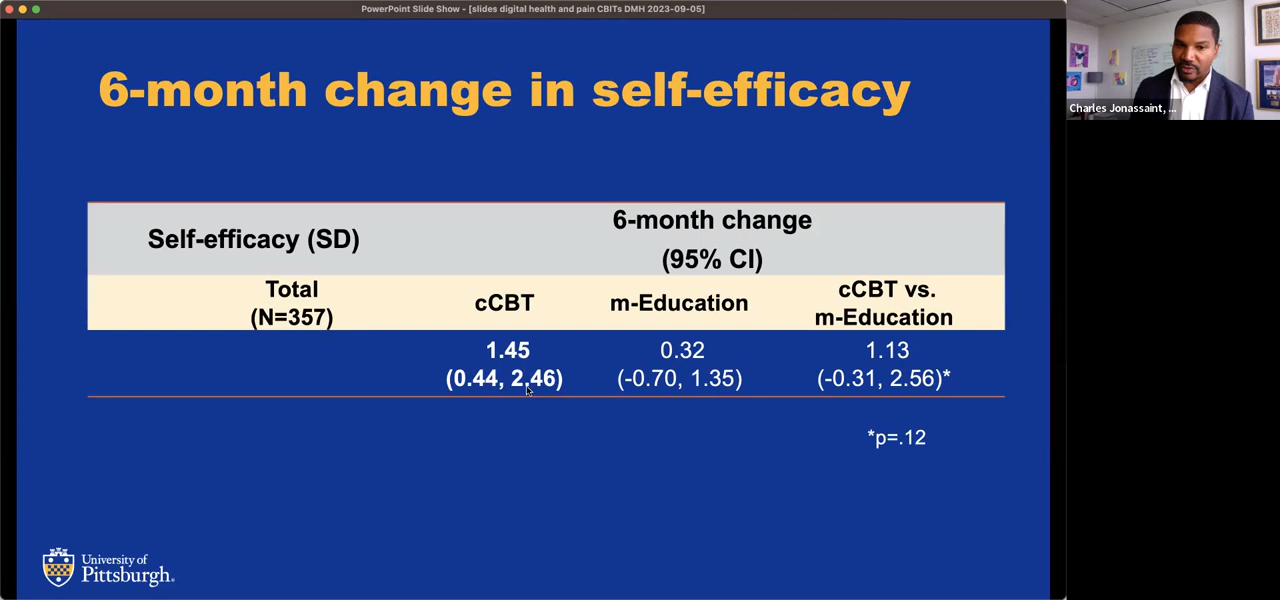 PowerPoint Slide Show - [slides digital health and pain CBITs DMH 2023-09-05]
6-month change in self-efficacy
Self-efficacy (SD)
6-month change
(95% CI)
Total
(N=357)
cCBT
m-Education
cCBT vs.
m-Education
1.45
(0.44, 2.46)
0.32
(-0.70, 1.35)
1.13
(-0.31, 2.56)*
*p=.12
University of
Pittsburgh.
Charles Jonassaint, ...